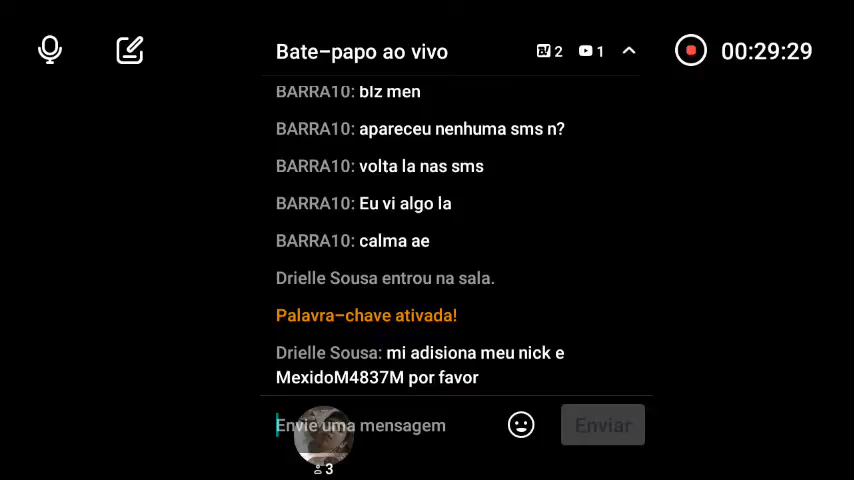 Bate-papo ao vivo
2
1
00:29:29
BARRA10: blz men
BARRA10: apareceu nenhuma sms n?
BARRA10: volta la nas sms
BARRA10: Eu vi algo la
BARRA10: calma ae
Drielle Sousa entrou na sala.
Palavra-chave ativada!
Drielle Sousa: mi adisiona meu nick e
MexidoM4837M por favor
Envie uma mensagem
Enviar
3